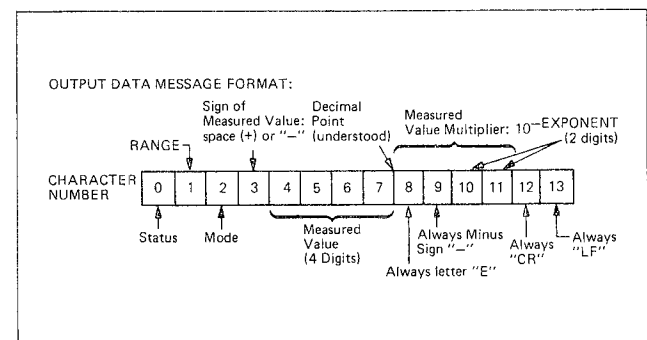 OUTPUT DATA MESSAGE FORMAT:
Sign of
Measured Value:
space (+) or "—"
Decimal
Point
(understood)
Measured
Value Multiplier: 10—EXPONENT
(2 digits)
RANGE
CHARACTER
NUMBER
0 1 2 3 4 5 6 7 8 9 10 11 12 13
Status
Mode
Measured
Value
(4 Digits)
Always letter "E"
Always Minus
Sign "—"
Always
"CR"
Always
"LF"